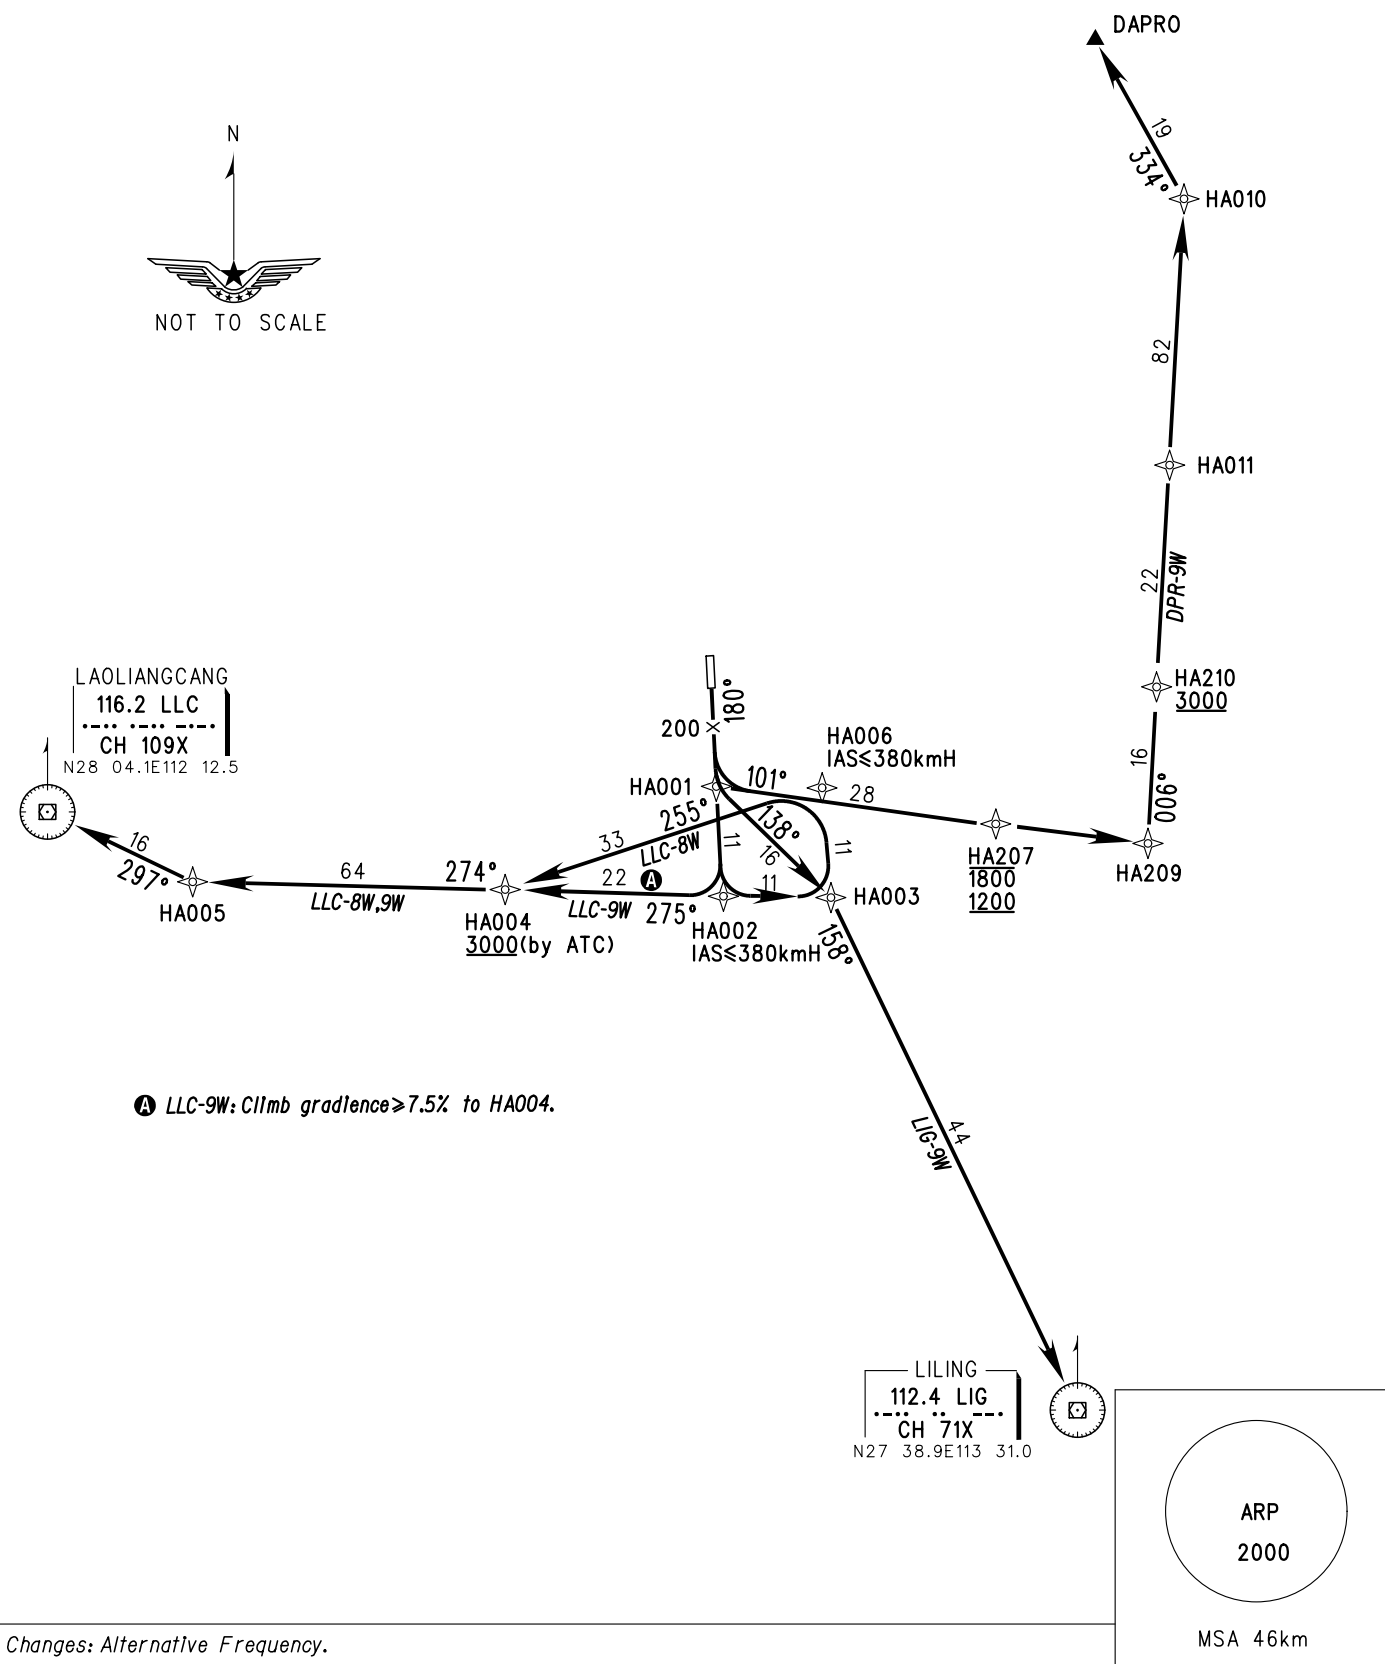 DAPRO
19
334°
HA010
N
NOT TO SCALE
82
HA011
22
DPR-9W
LAOLIANGCANG
116.2 LLC
CH 109X
N28 04.1E112 12.5
180°
200
HA210
3000
HA006
IAS≤380kmH
16
006°
HA001
101°
28
255°
138°
33
LLC-8W
11
16
11
HA207
1800
1200
HA209
16
297°
HA005
64
LLC-8W,9W
274°
HA004
3000(by ATC)
22
A
LLC-9W
275°
11
HA002
IAS≤380kmH
HA003
158°
A LLC-9W: Climb gradience≥7.5% to HA004.
44
LIG-9W
LILING
112.4 LIG
CH 71X
N27 38.9E113 31.0
ARP
2000
MSA 46km
Changes: Alternative Frequency.